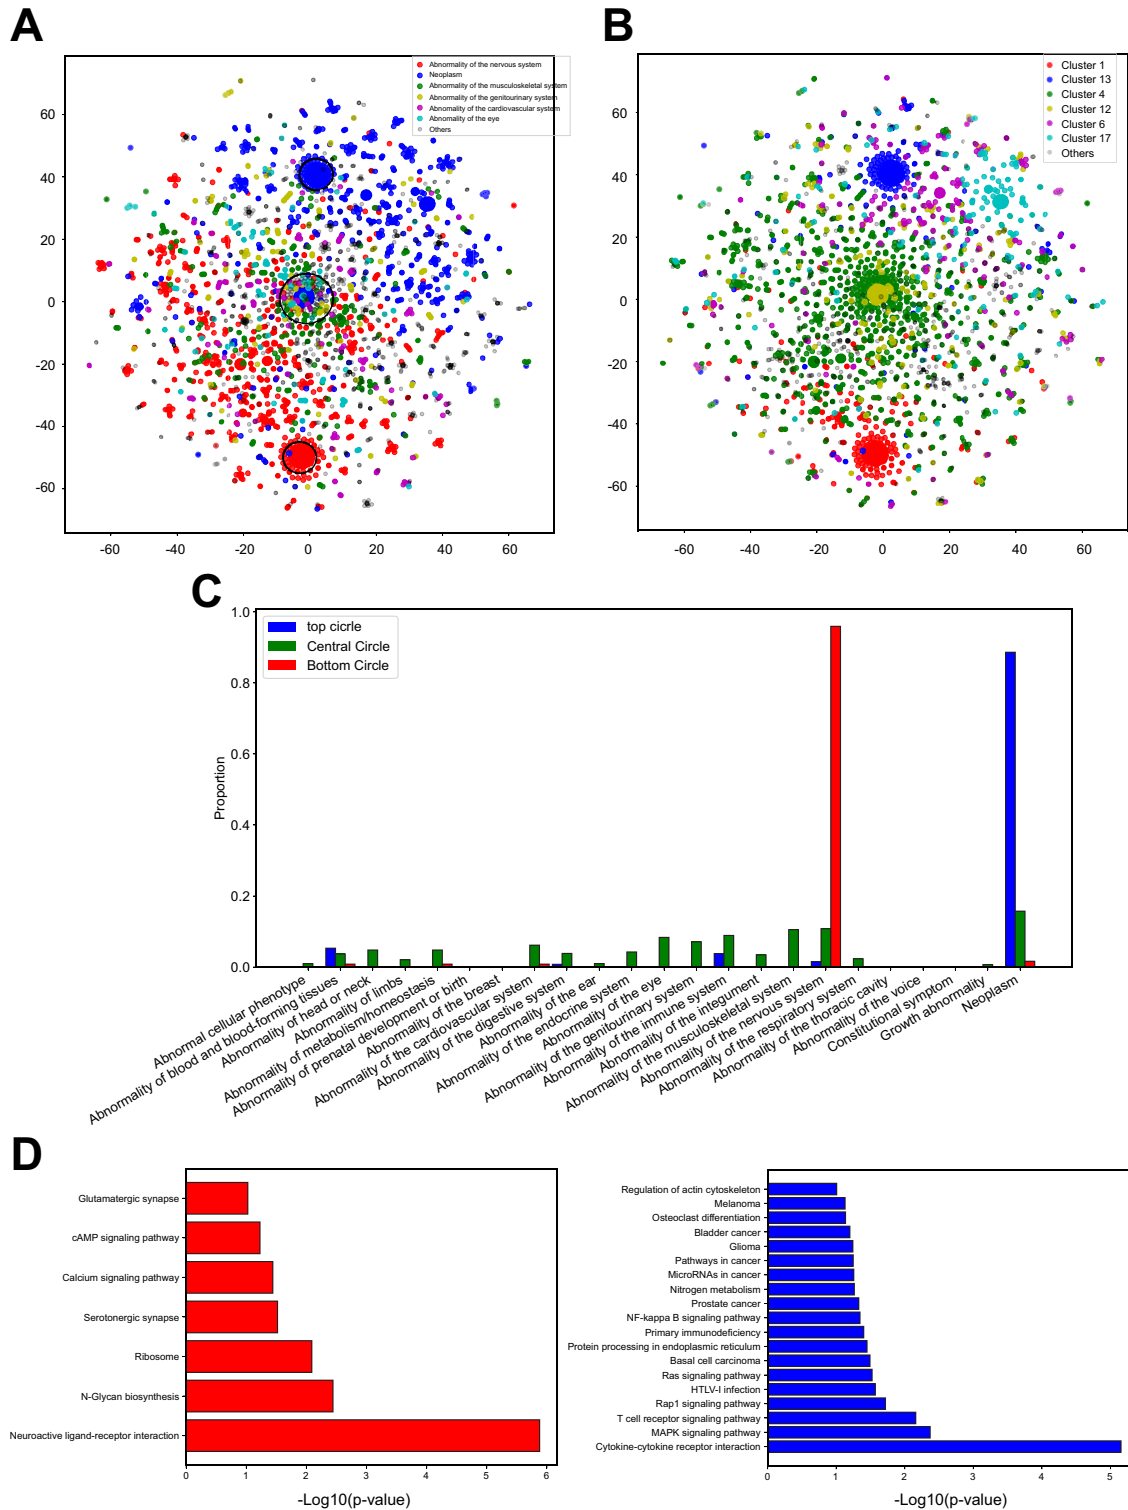 A
B
Abnormality of the nervous system
Neoplasm
Abnormality of the musculoskeletal system
Abnormality of the genitourinary system
Abnormality of the cardiovascular system
Abnormality of the eye
Others
60
40
20
0
-20
-40
-60
-60
-40
-20
0
20
40
60
Cluster 1
Cluster 13
Cluster 4
Cluster 12
Cluster 6
Cluster 17
Others
60
40
20
0
-20
-40
-60
-60
-40
-20
0
20
40
60
C
top cicrle
Central Circle
Bottom Circle
Proportion
1.0
0.8
0.6
0.4
0.2
0.0
Abnormal cellular phenotype
Abnormality of blood and blood-forming tissues
Abnormality of head or neck
Abnormality of limbs
Abnormality of metabolism/homeostasis
Abnormality of prenatal development or birth
Abnormality of the breast
Abnormality of the cardiovascular system
Abnormality of the digestive system
Abnormality of the ear
Abnormality of the endocrine system
Abnormality of the eye
Abnormality of the genitourinary system
Abnormality of the immune system
Abnormality of the integument
Abnormality of the musculoskeletal system
Abnormality of the nervous system
Abnormality of the respiratory system
Abnormality of the thoracic cavity
Abnormality of the voice
Constitutional symptom
Growth abnormality
Neoplasm
D
Glutamatergic synapse
cAMP signaling pathway
Calcium signaling pathway
Serotonergic synapse
Ribosome
N-Glycan biosynthesis
Neuroactive ligand-receptor interaction
0
1
2
3
4
5
6
-Log10(p-value)
Regulation of actin cytoskeleton
Melanoma
Osteoclast differentiation
Bladder cancer
Glioma
Pathways in cancer
MicroRNAs in cancer
Nitrogen metabolism
Prostate cancer
NF-kappa B signaling pathway
Primary immunodeficiency
Protein processing in endoplasmic reticulum
Basal cell carcinoma
Ras signaling pathway
HTLV-I infection
Rap1 signaling pathway
T cell receptor signaling pathway
MAPK signaling pathway
Cytokine-cytokine receptor interaction
0
1
2
3
4
5
-Log10(p-value)